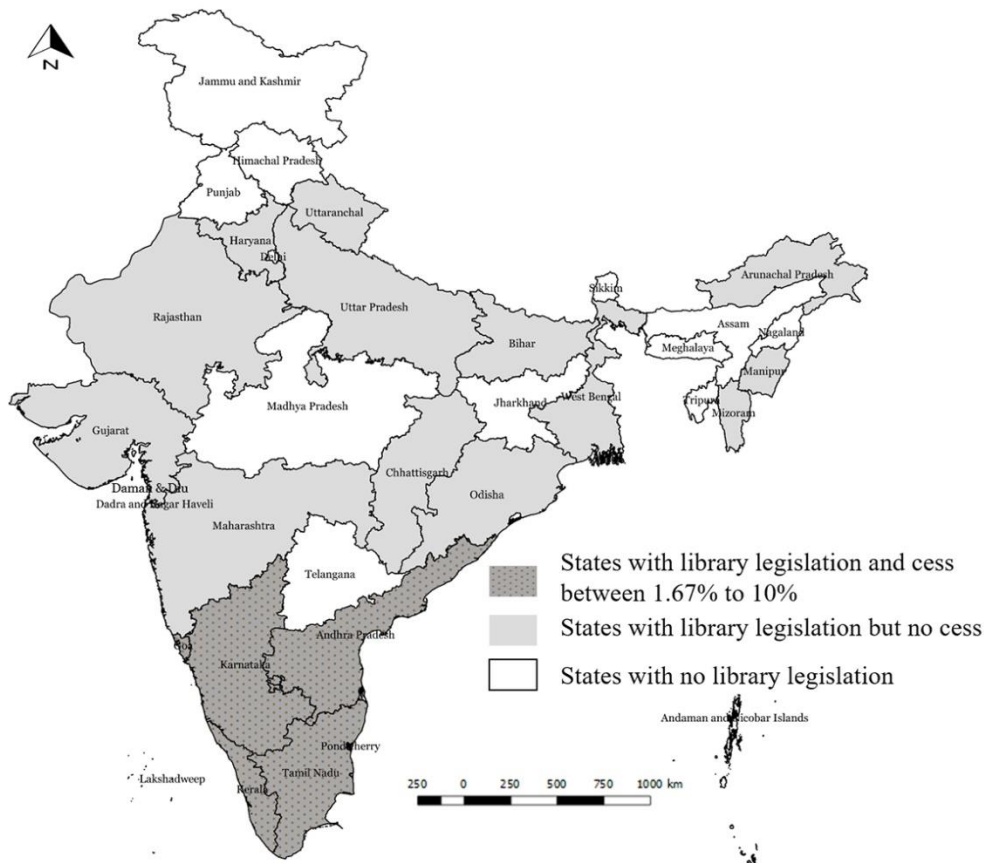 N
Jammu and Kashmir
Himachal Pradesh
Punjab
Uttaranchal
Haryana
Delhi
Arunachal Pradesh
Sikkim
Rajasthan
Uttar Pradesh
Assam
Nagaland
Bihar
Meghalaya
Manipur
Jharkhand
West Bengal
Tripura
Mizoram
Madhya Pradesh
Gujarat
Chhattisgarh
Daman & Diu
Dadra and Nagar Haveli
Odisha
Maharashtra
Telangana
States with library legislation and cess
between 1.67% to 10%
States with library legislation but no cess
States with no library legislation
Andhra Pradesh
Goa
Karnataka
Andaman and Nicobar Islands
Pondicherry
Lakshadweep
Tamil Nadu
Kerala
250 0 250 500 750 1000 km